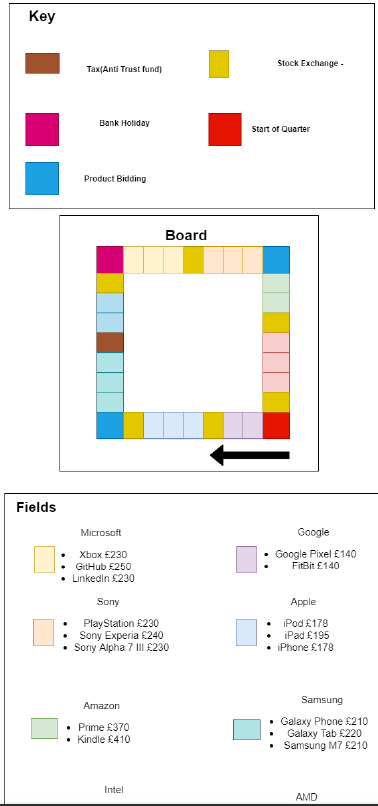 Key
Tax(Anti Trust fund)
Stock Exchange -
Bank Holiday
Start of Quarter
Product Bidding
Board
Fields
Microsoft
Xbox £230
GitHub £250
LinkedIn £230
Google
Google Pixel £140
FitBit £140
Sony
PlayStation £230
Sony Experia £240
Sony Alpha 7 III £230
Apple
iPod £178
iPad £195
iPhone £178
Amazon
Prime £370
Kindle £410
Samsung
Galaxy Phone £210
Galaxy Tab £220
Samsung M7 £210
Intel
AMD